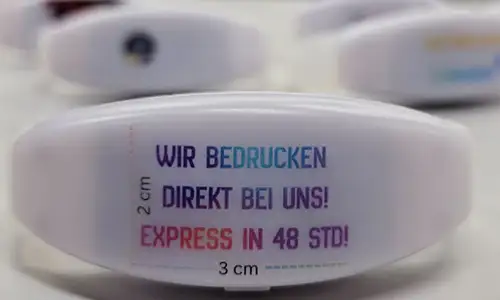 WIR BEDRUCKEN
DIREKT BEI UNS!
EXPRESS IN 48 STD!
2 cm
3 cm